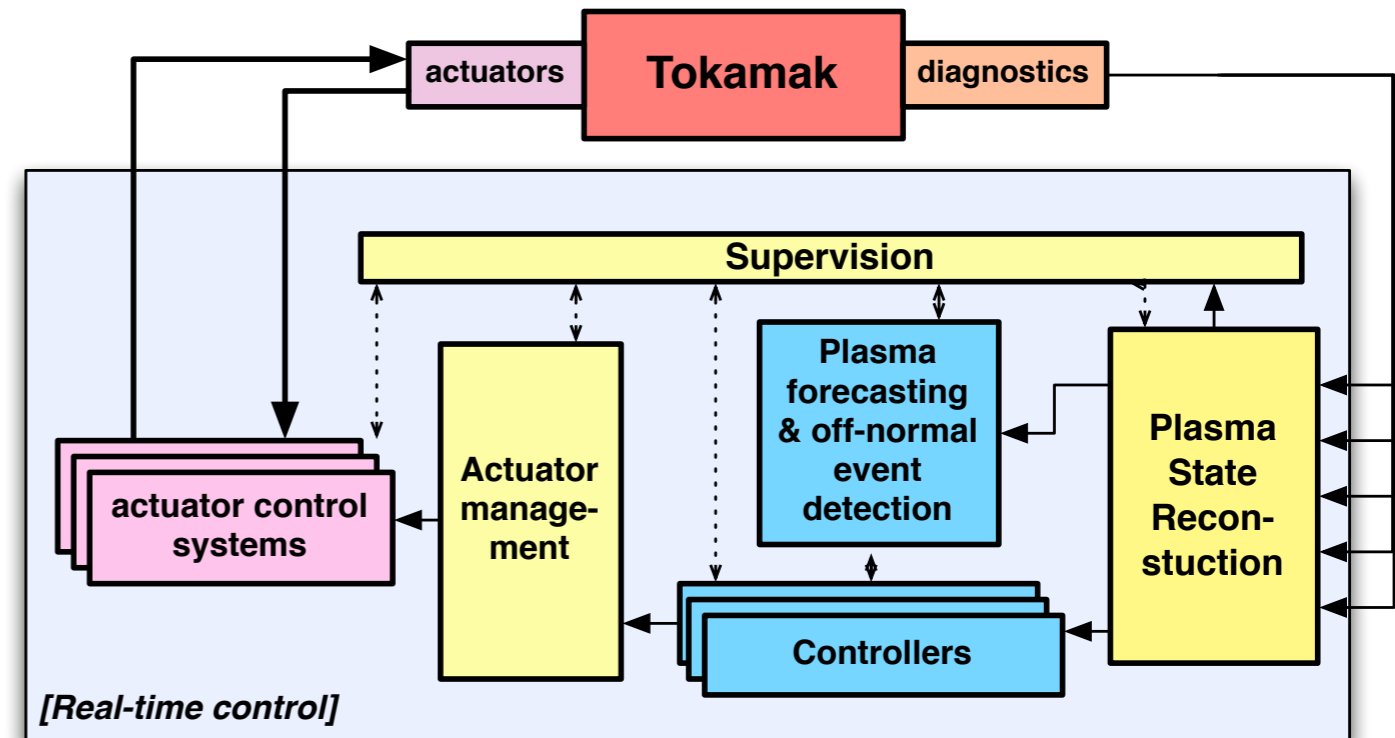 actuators
Tokamak
diagnostics
Supervision
Plasma
forecasting
& off-normal
event
detection
Plasma
State
Recon-
stuction
Actuator
manage-
ment
actuator control
systems
Controllers
[Real-time control]